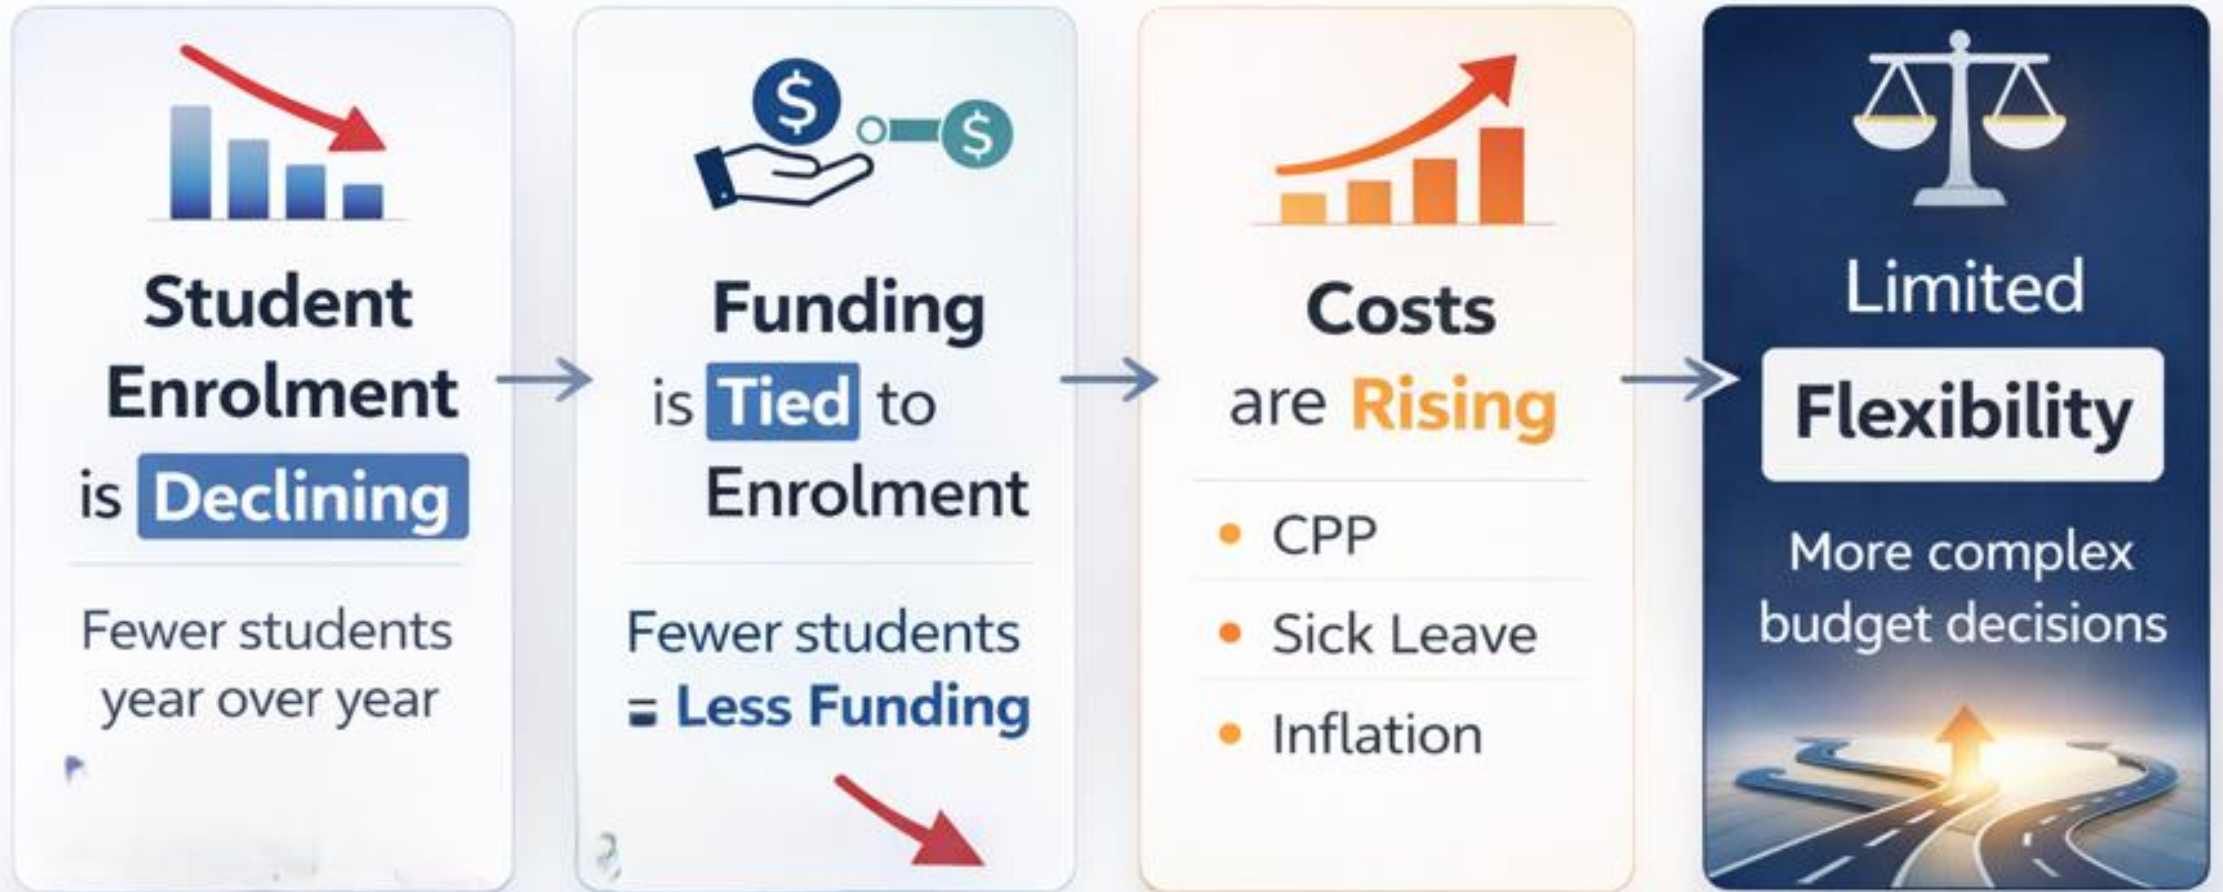 Student
Enrolment
is Declining
Fewer students
year over year
$ $
Funding
is Tied to
Enrolment
Fewer students
= Less Funding
Costs
are Rising
• CPP
• Sick Leave
• Inflation
Limited
Flexibility
More complex
budget decisions